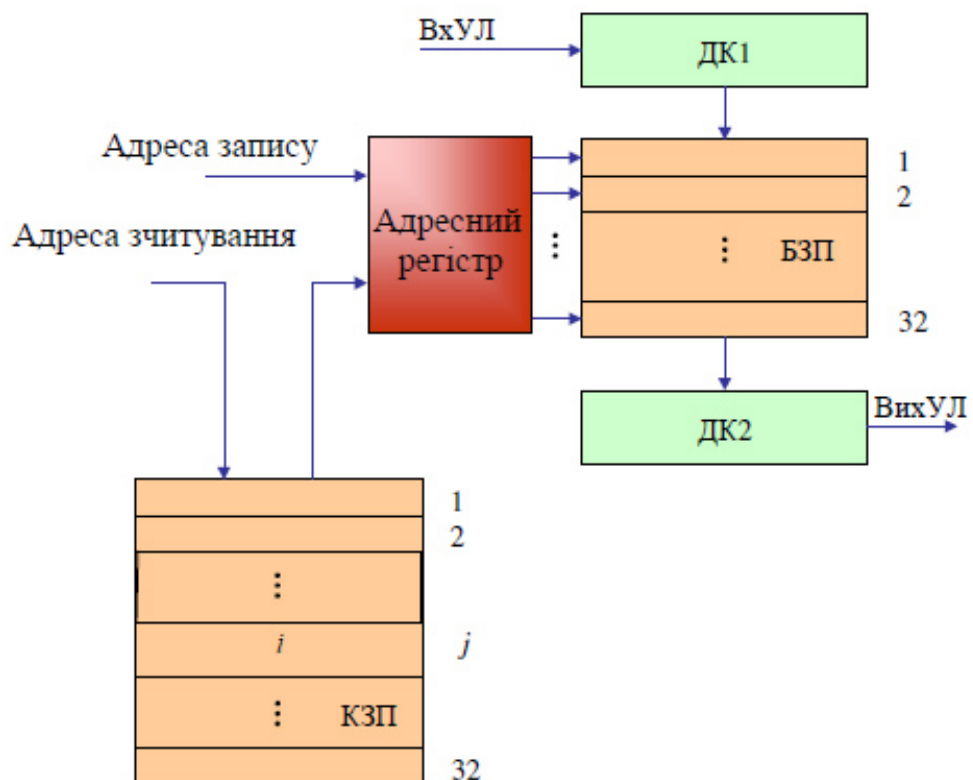 ВхУЛ
ДК1
Адреса запису
Адреса зчитування
Адресний
регістр
1
2
⋮
⋮
БЗП
32
ДК2
ВихУЛ
1
2
⋮
i
j
⋮
КЗП
32